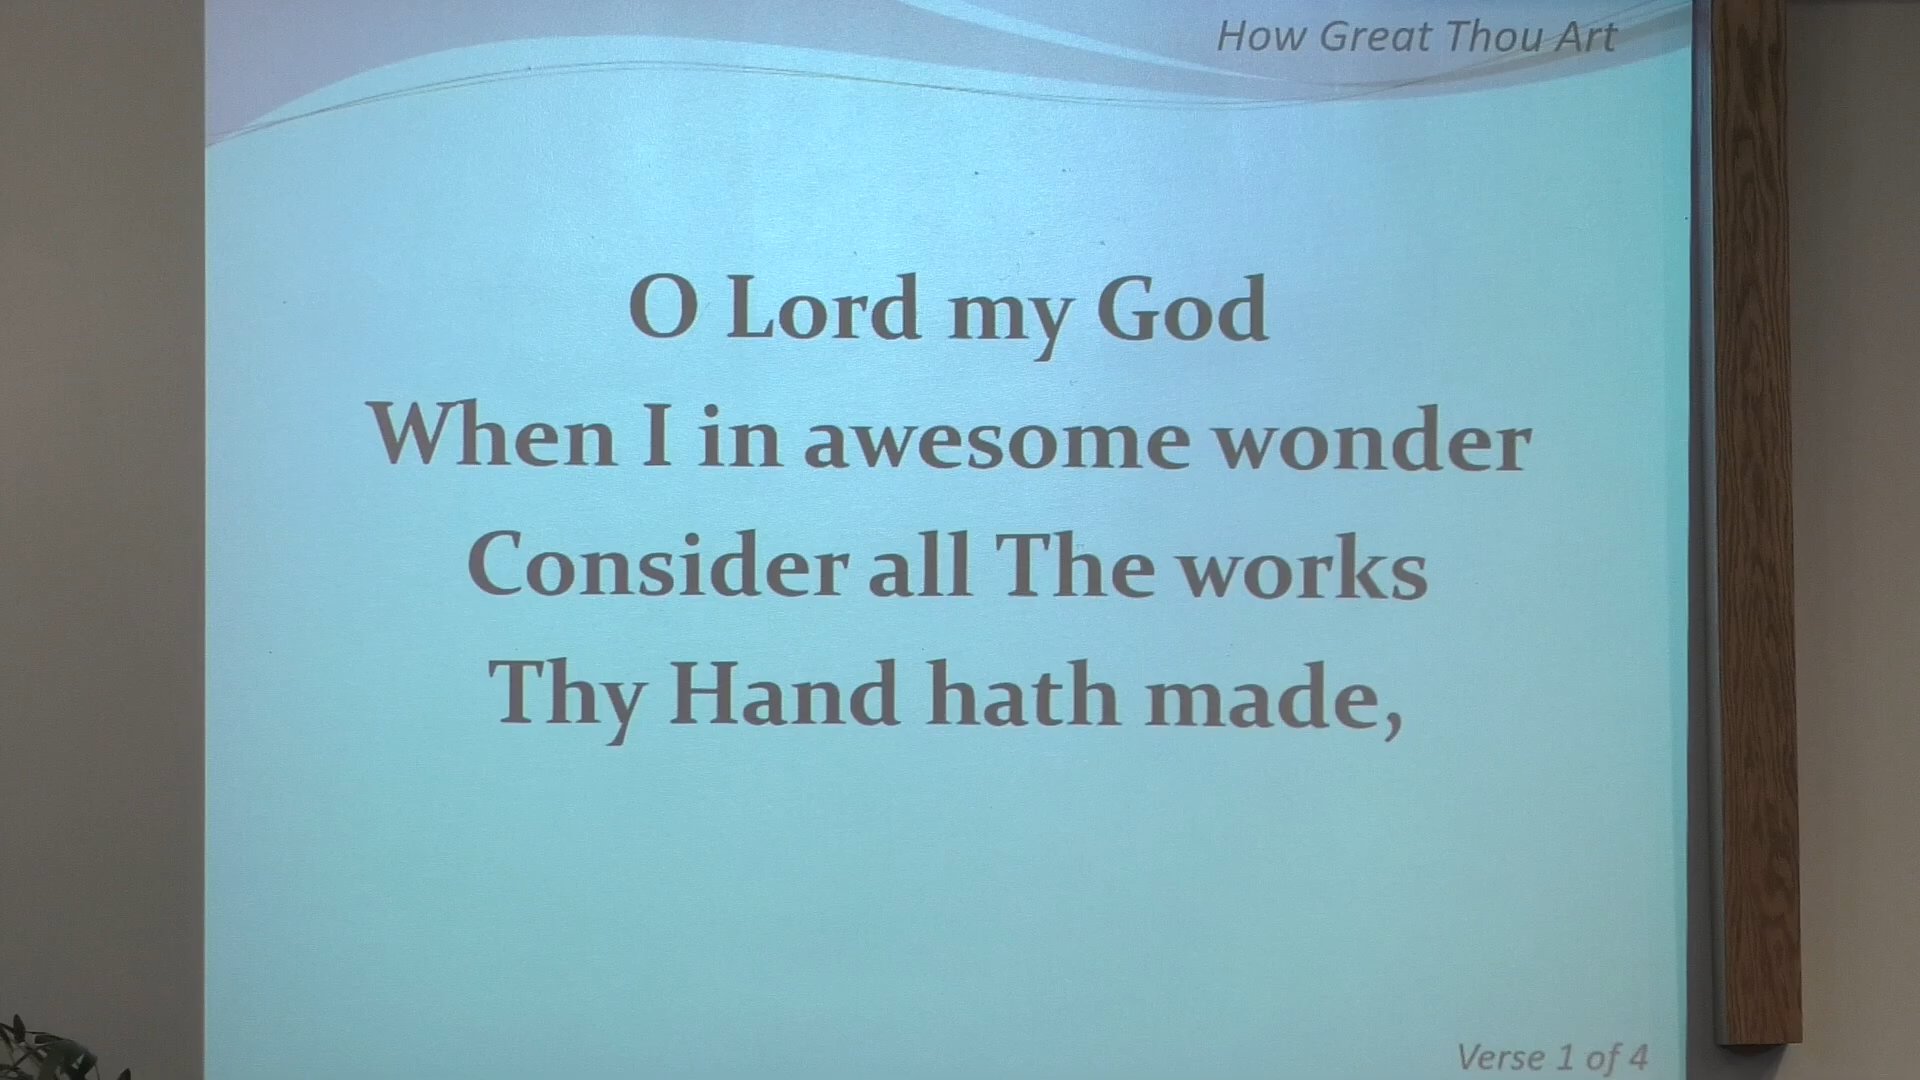 How Great Thou Art
O Lord my God
When I in awesome wonder
Consider all The works
Thy Hand hath made,
Verse 1 of 4